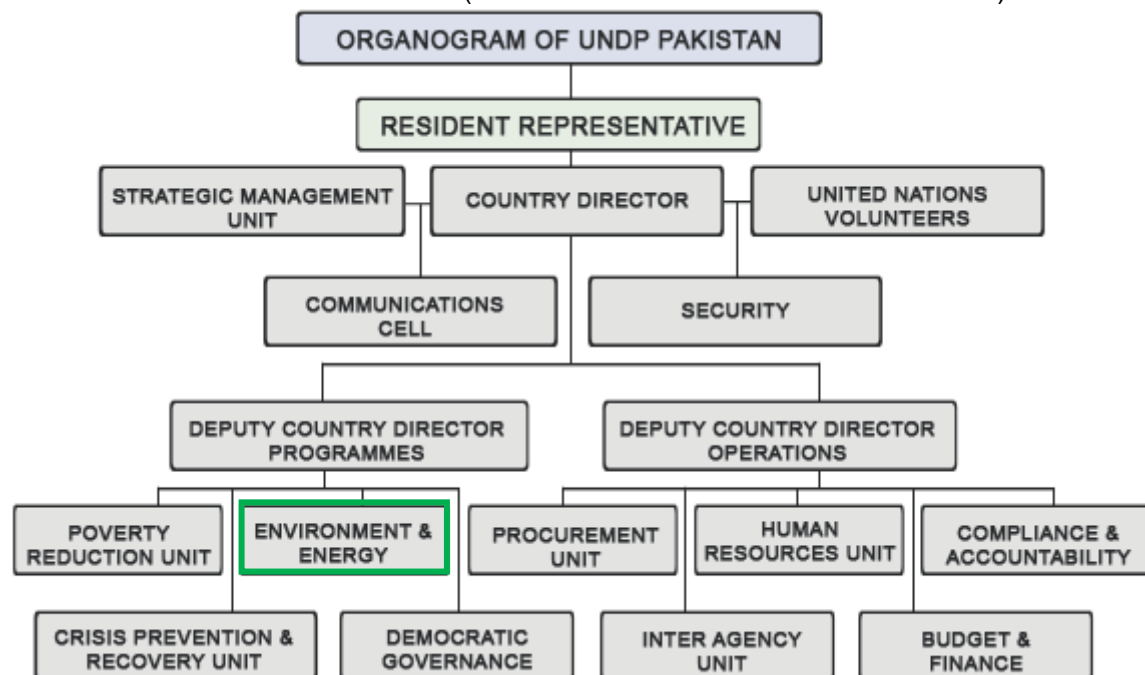 ORGANOGRAM OF UNDP PAKISTAN
RESIDENT REPRESENTATIVE
STRATEGIC MANAGEMENT
UNIT
COUNTRY DIRECTOR
UNITED NATIONS
VOLUNTEERS
COMMUNICATIONS
CELL
SECURITY
DEPUTY COUNTRY DIRECTOR
PROGRAMMES
DEPUTY COUNTRY DIRECTOR
OPERATIONS
POVERTY
REDUCTION UNIT
ENVIRONMENT &
ENERGY
PROCUREMENT
UNIT
HUMAN
RESOURCES UNIT
COMPLIANCE &
ACCOUNTABILITY
CRISIS PREVENTION &
RECOVERY UNIT
DEMOCRATIC
GOVERNANCE
INTER AGENCY
UNIT
BUDGET &
FINANCE